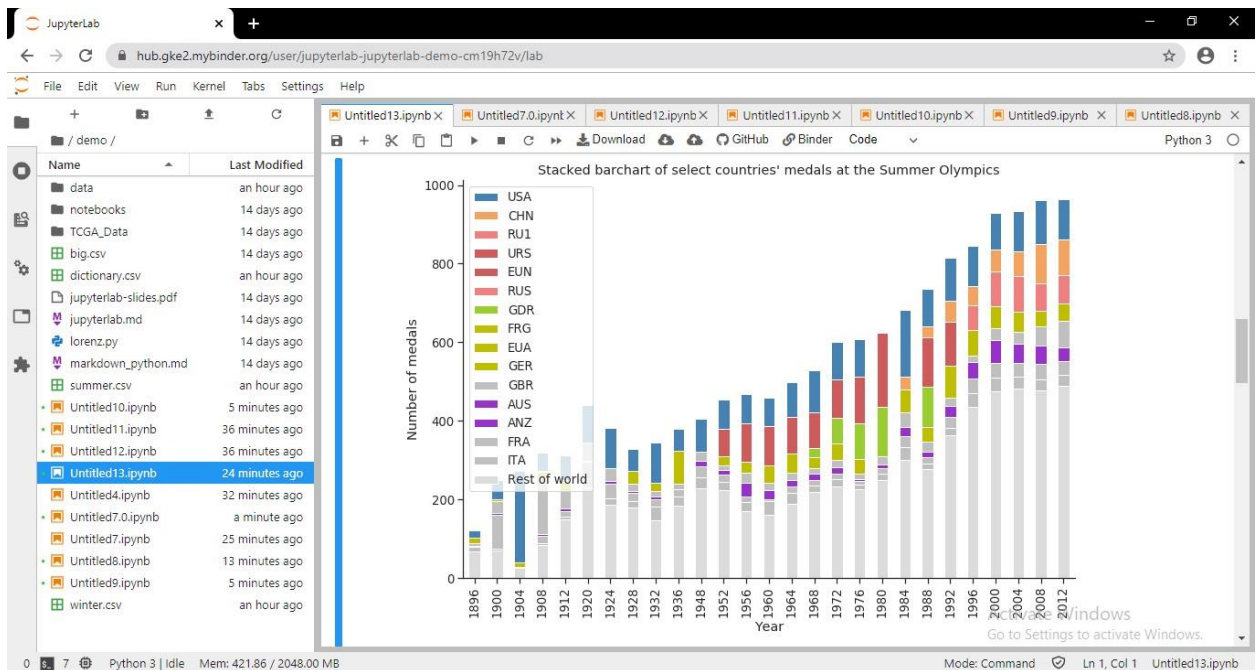 JupyterLab
hub.gke2.mybinder.org/user/jupyterlab-jupyterlab-demo-cm19h72v/lab
File Edit View Run Kernel Tabs Settings Help
/ demo /
Name Last Modified
data an hour ago
notebooks 14 days ago
TCGA_Data 14 days ago
big.csv 14 days ago
dictionary.csv an hour ago
jupyterlab-slides.pdf 14 days ago
jupyterlab.md 14 days ago
lorenz.py 14 days ago
markdown_python.md 14 days ago
summer.csv an hour ago
Untitled10.ipynb 5 minutes ago
Untitled11.ipynb 36 minutes ago
Untitled12.ipynb 36 minutes ago
Untitled13.ipynb 24 minutes ago
Untitled4.ipynb 32 minutes ago
Untitled7.0.ipynb a minute ago
Untitled7.ipynb 25 minutes ago
Untitled8.ipynb 13 minutes ago
Untitled9.ipynb 5 minutes ago
winter.csv an hour ago
Untitled13.ipynb Untitled7.0.ipynb Untitled12.ipynb Untitled11.ipynb Untitled10.ipynb Untitled9.ipynb Untitled8.ipynb
Download GitHub Binder Code Python 3
Stacked barchart of select countries' medals at the Summer Olympics
Number of medals
1000
800
600
400
200
0
USA
CHN
RU1
URS
EUN
RUS
GDR
FRG
EUA
GER
GBR
AUS
ANZ
FRA
ITA
Rest of world
1896 1900 1904 1908 1912 1920 1924 1928 1932 1936 1948 1952 1956 1960 1964 1968 1972 1976 1980 1984 1988 1992 1996 2000 2004 2008 2012
Year
Activate Windows
Go to Settings to activate Windows.
0 $_ 7 Python 3 | Idle Mem: 421.86 / 2048.00 MB Mode: Command Ln 1, Col 1 Untitled13.ipynb